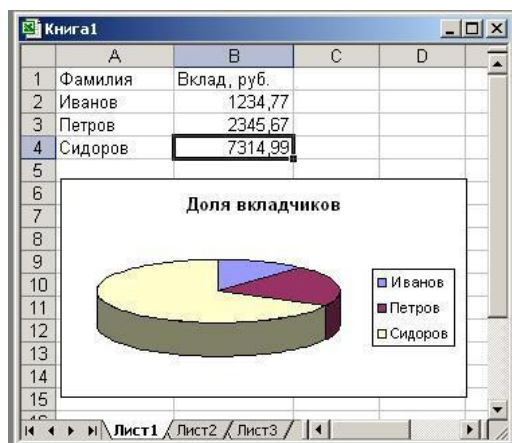 Книга1
A B C D
1 Фамилия Вклад, руб.
2 Иванов 1234,77
3 Петров 2345,67
4 Сидоров 7314,99
5
6
Доля вкладчиков
7
8
9
Иванов
10
Петров
11
Сидоров
12
13
14
15
16
Лист1 Лист2 Лист3